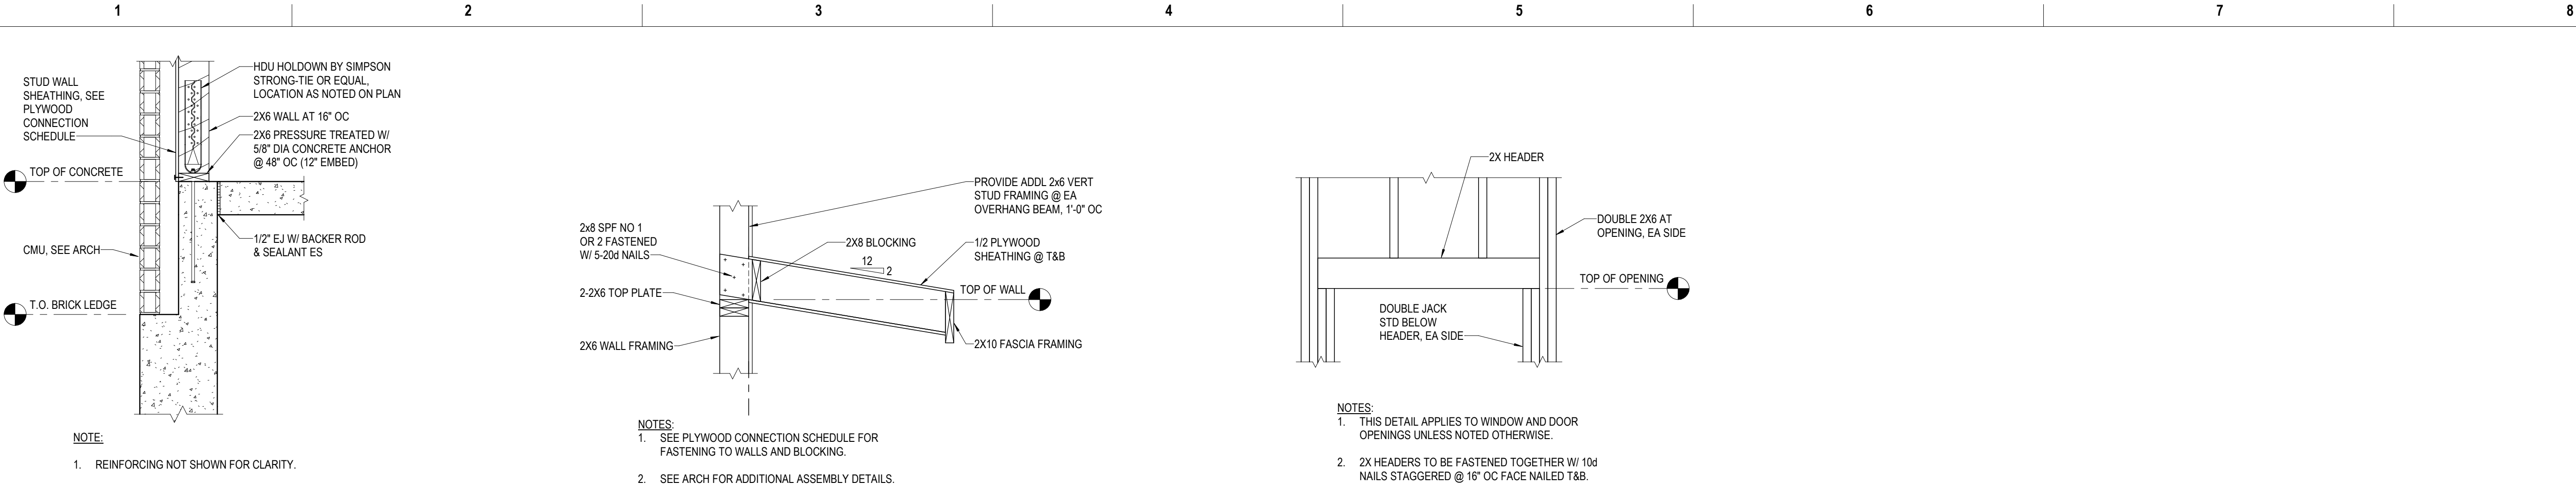 1 2 3 4 5 6 7 8
STUD WALL
SHEATHING, SEE
PLYWOOD
CONNECTION
SCHEDULE
HDU HOLDOWN BY SIMPSON
STRONG-TIE OR EQUAL,
LOCATION AS NOTED ON PLAN
2X6 WALL AT 16" OC
2X6 PRESSURE TREATED W/
5/8" DIA CONCRETE ANCHOR
@ 48" OC (12" EMBED)
TOP OF CONCRETE
CMU, SEE ARCH
1/2" EJ W/ BACKER ROD
& SEALANT ES
T.O. BRICK LEDGE
NOTE:
1. REINFORCING NOT SHOWN FOR CLARITY.
2x8 SPF NO 1
OR 2 FASTENED
W/ 5-20d NAILS
2-2X6 TOP PLATE
2X6 WALL FRAMING
PROVIDE ADDL 2x6 VERT
STUD FRAMING @ EA
OVERHANG BEAM, 1'-0" OC
2X8 BLOCKING
1/2 PLYWOOD
SHEATHING @ T&B
12
2
TOP OF WALL
2X10 FASCIA FRAMING
NOTES:
1. SEE PLYWOOD CONNECTION SCHEDULE FOR
FASTENING TO WALLS AND BLOCKING.
2. SEE ARCH FOR ADDITIONAL ASSEMBLY DETAILS.
2X HEADER
DOUBLE 2X6 AT
OPENING, EA SIDE
TOP OF OPENING
DOUBLE JACK
STD BELOW
HEADER, EA SIDE
NOTES:
1. THIS DETAIL APPLIES TO WINDOW AND DOOR
OPENINGS UNLESS NOTED OTHERWISE.
2. 2X HEADERS TO BE FASTENED TOGETHER W/ 10d
NAILS STAGGERED @ 16" OC FACE NAILED T&B.